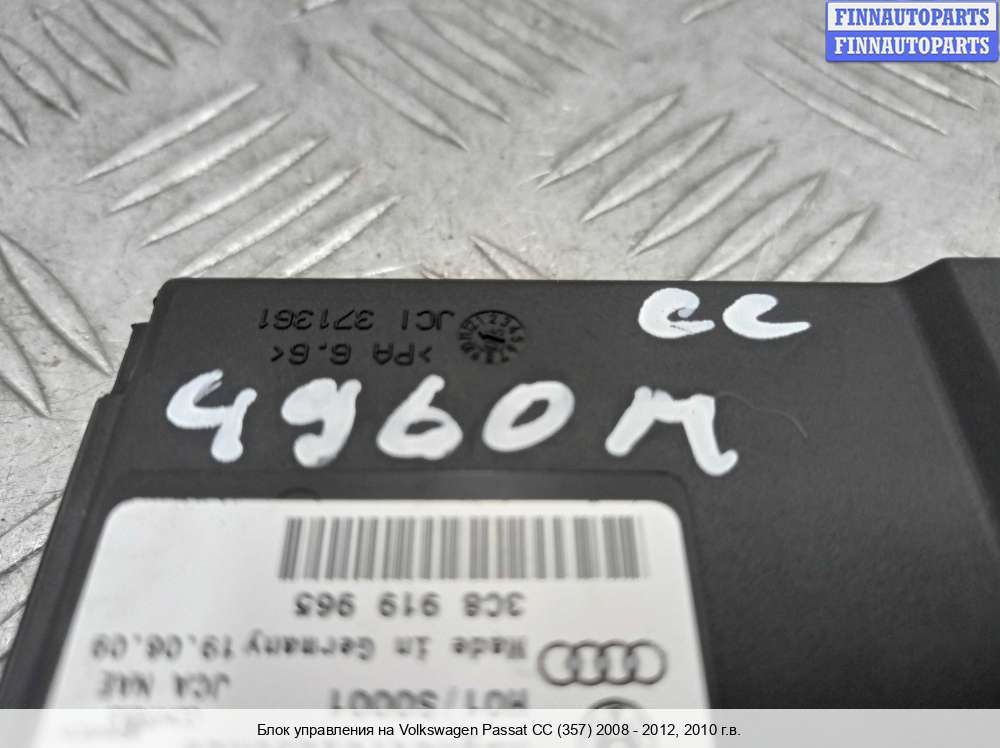 FINNAUTOPARTS
FINNAUTOPARTS
CC
4960M
JCI 371361
>PA 6.6<
3C8 919 965
Made in Germany 19.06.09
JCA NAE
H01/S0001
Блок управления на Volkswagen Passat CC (357) 2008 - 2012, 2010 г.в.